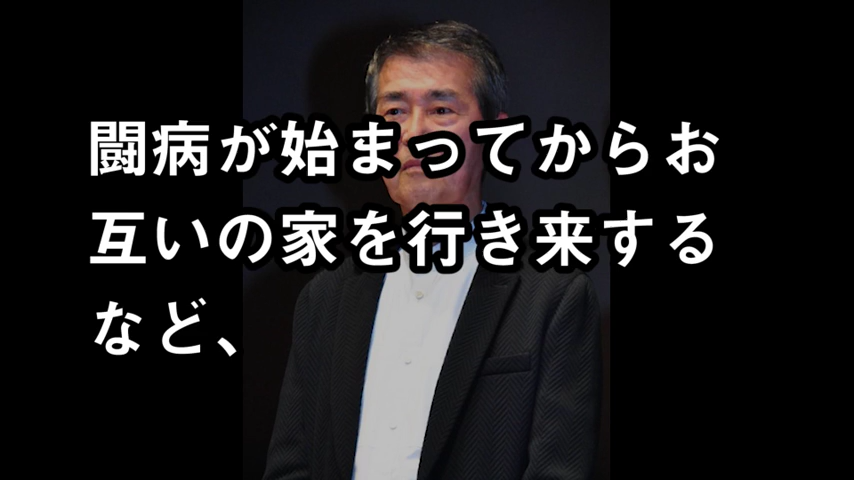 闘病が始まってからお
互いの家を行き来する
など、